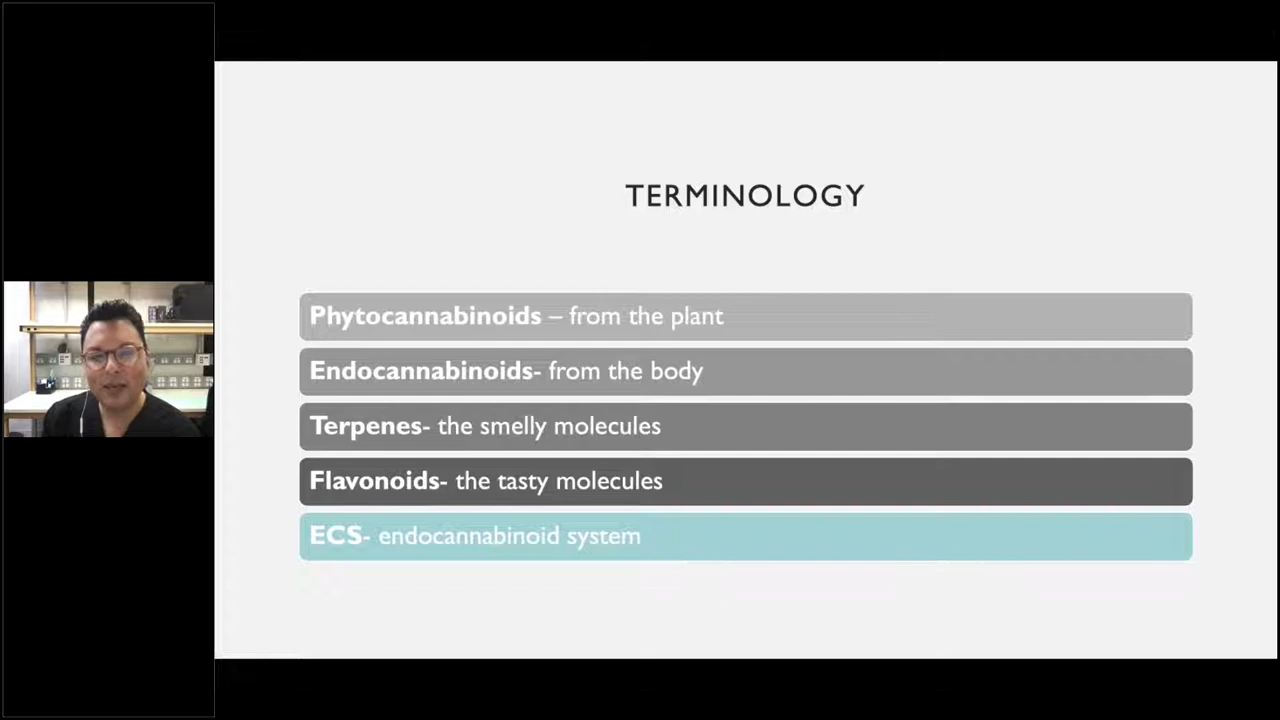 TERMINOLOGY
Phytocannabinoids – from the plant
Endocannabinoids- from the body
Terpenes- the smelly molecules
Flavonoids- the tasty molecules
ECS- endocannabinoid system